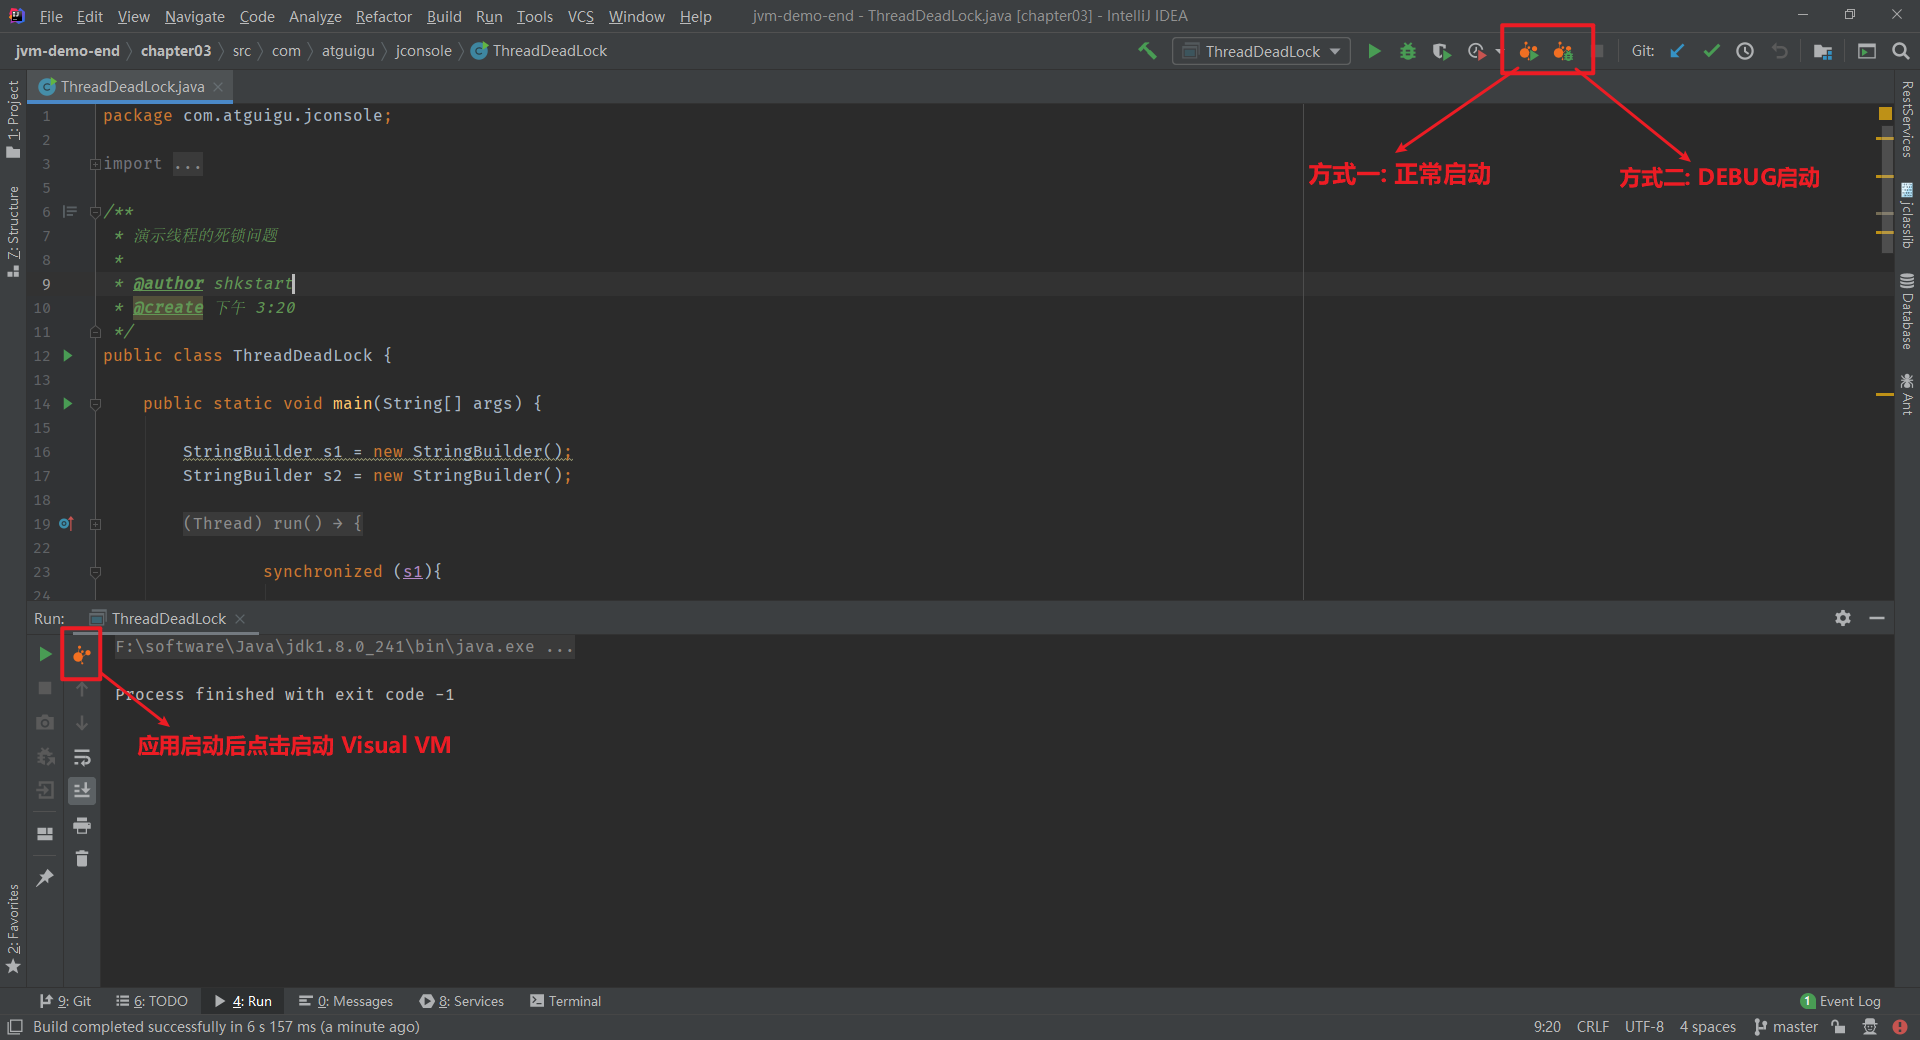 File Edit View Navigate Code Analyze Refactor Build Run Tools VCS Window Help jvm-demo-end - ThreadDeadLock.java [chapter03] - IntelliJ IDEA
jvm-demo-end chapter03 src com atguigu jconsole ThreadDeadLock ThreadDeadLock Git:
ThreadDeadLock.java
1 package com.atguigu.jconsole;
2
3 import ...
5
6 /**
7 * 演示线程的死锁问题
8 *
9 * @author shkstart
10 * @create 下午 3:20
11 */
12 public class ThreadDeadLock {
13
14 public static void main(String[] args) {
15
16 StringBuilder s1 = new StringBuilder();
17 StringBuilder s2 = new StringBuilder();
18
19 (Thread) run() → {
22
23 synchronized (s1){
24
方式一: 正常启动
方式二: DEBUG启动
1: Project
7: Structure
2: Favorites
RestServices
jclasslib
Database
Ant
Run: ThreadDeadLock
F:\software\Java\jdk1.8.0_241\bin\java.exe ...
Process finished with exit code -1
应用启动后点击启动 Visual VM
9: Git 6: TODO 4: Run 0: Messages 8: Services Terminal 1 Event Log
Build completed successfully in 6 s 157 ms (a minute ago) 9:20 CRLF UTF-8 4 spaces master